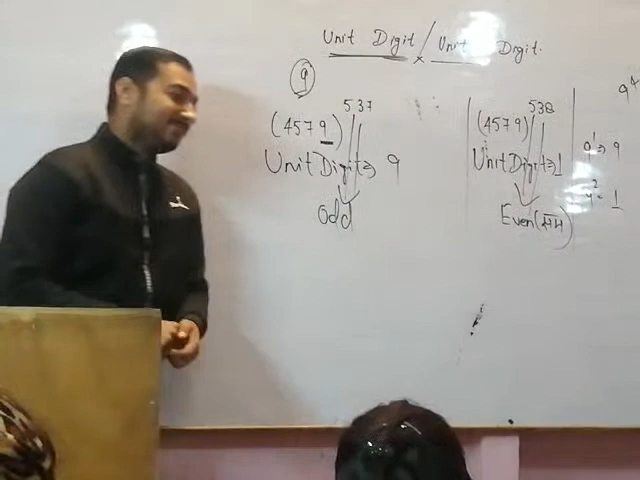 Unit Digit / Unit Digit.
9
(4579)^537
Unit Digit ⇒ 9
Odd
(4579)^538
Unit Digit ⇒ 1
Even (सम)
9^1 ⇒ 9
9^2 = 1